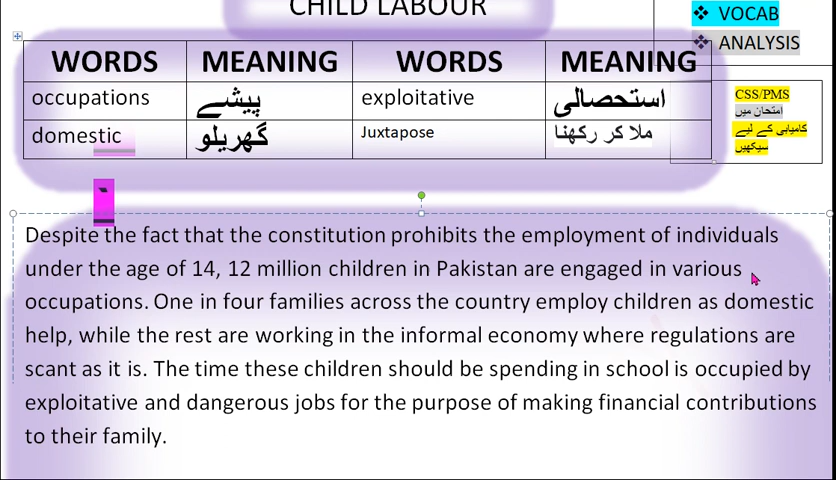 CHILD LABOUR
❖ VOCAB
❖ ANALYSIS
WORDS MEANING WORDS MEANING
occupations پیشے exploitative استحصالی
domestic گھریلو Juxtapose ملا کر رکھنا
CSS/PMS
امتحان میں
کامیابی کے لیے
سیکھیں
Despite the fact that the constitution prohibits the employment of individuals
under the age of 14, 12 million children in Pakistan are engaged in various
occupations. One in four families across the country employ children as domestic
help, while the rest are working in the informal economy where regulations are
scant as it is. The time these children should be spending in school is occupied by
exploitative and dangerous jobs for the purpose of making financial contributions
to their family.